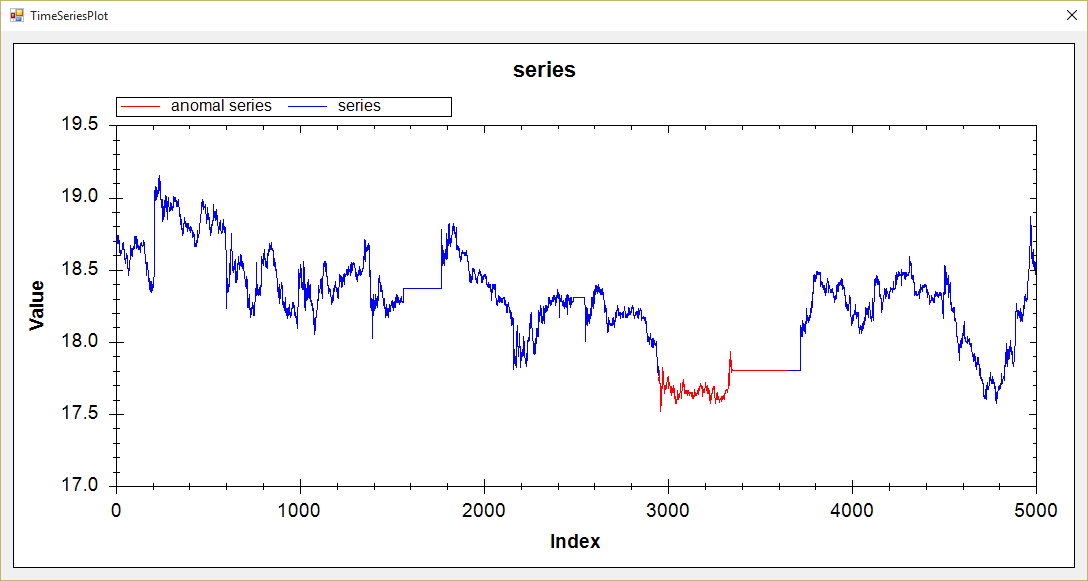 TimeSeriesPlot
series
anomal series series
19.5
19.0
18.5
18.0
17.5
17.0
Value
0 1000 2000 3000 4000 5000
Index